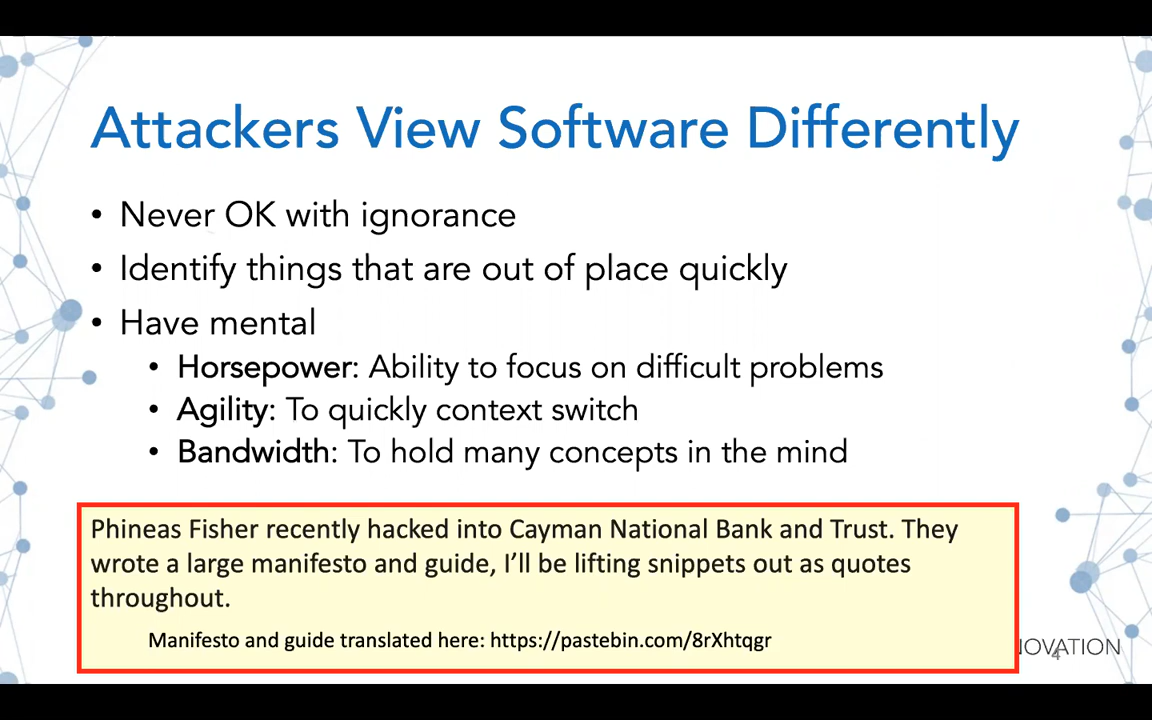 Attackers View Software Differently
• Never OK with ignorance
• Identify things that are out of place quickly
• Have mental
• Horsepower: Ability to focus on difficult problems
• Agility: To quickly context switch
• Bandwidth: To hold many concepts in the mind
Phineas Fisher recently hacked into Cayman National Bank and Trust. They
wrote a large manifesto and guide, I'll be lifting snippets out as quotes
throughout.
Manifesto and guide translated here: https://pastebin.com/8rXhtqgr
NOVATION
4